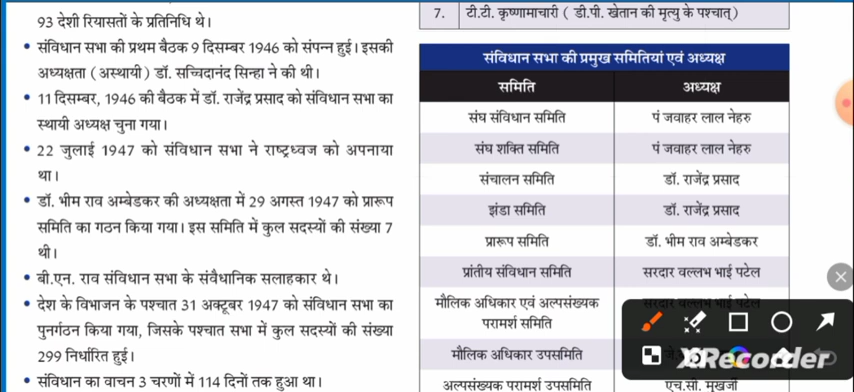 93 देशी रियासतों के प्रतिनिधि थे।
• संविधान सभा की प्रथम बैठक 9 दिसम्बर 1946 को संपन्न हुई। इसकी
अध्यक्षता (अस्थायी) डॉ. सच्चिदानंद सिन्हा ने की थी।
• 11 दिसम्बर, 1946 की बैठक में डॉ. राजेंद्र प्रसाद को संविधान सभा का
स्थायी अध्यक्ष चुना गया।
• 22 जुलाई 1947 को संविधान सभा ने राष्ट्रध्वज को अपनाया
था।
• डॉ. भीम राव अम्बेडकर की अध्यक्षता में 29 अगस्त 1947 को प्रारूप
समिति का गठन किया गया। इस समिति में कुल सदस्यों की संख्या 7
थी।
• बी.एन. राव संविधान सभा के संवैधानिक सलाहकार थे।
• देश के विभाजन के पश्चात 31 अक्टूबर 1947 को संविधान सभा का
पुनर्गठन किया गया, जिसके पश्चात सभा में कुल सदस्यों की संख्या
299 निर्धारित हुई।
• संविधान का वाचन 3 चरणों में 114 दिनों तक हुआ था।
7. टी.टी. कृष्णामाचारी ( डी.पी. खेतान की मृत्यु के पश्चात्)
संविधान सभा की प्रमुख समितियां एवं अध्यक्ष
समिति अध्यक्ष
संघ संविधान समिति पं जवाहर लाल नेहरु
संघ शक्ति समिति पं जवाहर लाल नेहरु
संचालन समिति डॉ. राजेंद्र प्रसाद
झंडा समिति डॉ. राजेंद्र प्रसाद
प्रारूप समिति डॉ. भीम राव अम्बेडकर
प्रांतीय संविधान समिति सरदार वल्लभ भाई पटेल
मौलिक अधिकार एवं अल्पसंख्यक सरदार वल्लभ भाई पटेल
परामर्श समिति
मौलिक अधिकार उपसमिति
अल्पसंख्यक परामर्श उपसमिति एच.सी. मुखर्जी
XRecorder